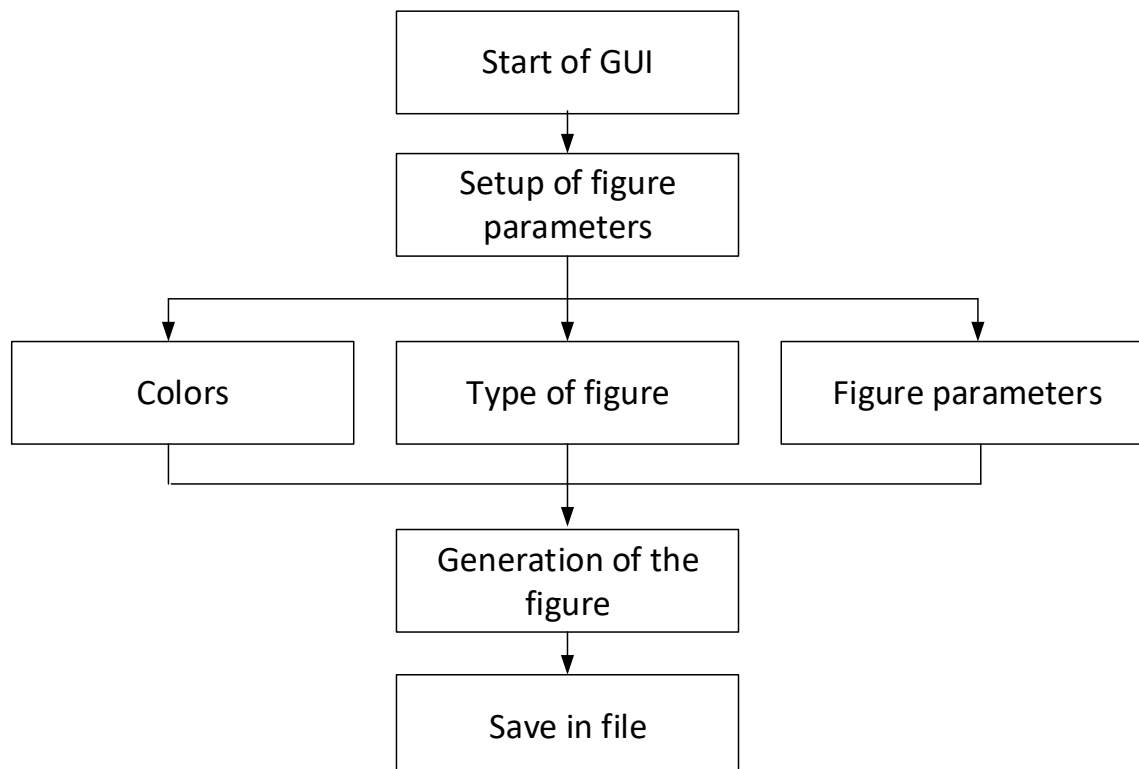 Start of GUI
Setup of figure
parameters
Colors
Type of figure
Figure parameters
Generation of the
figure
Save in file